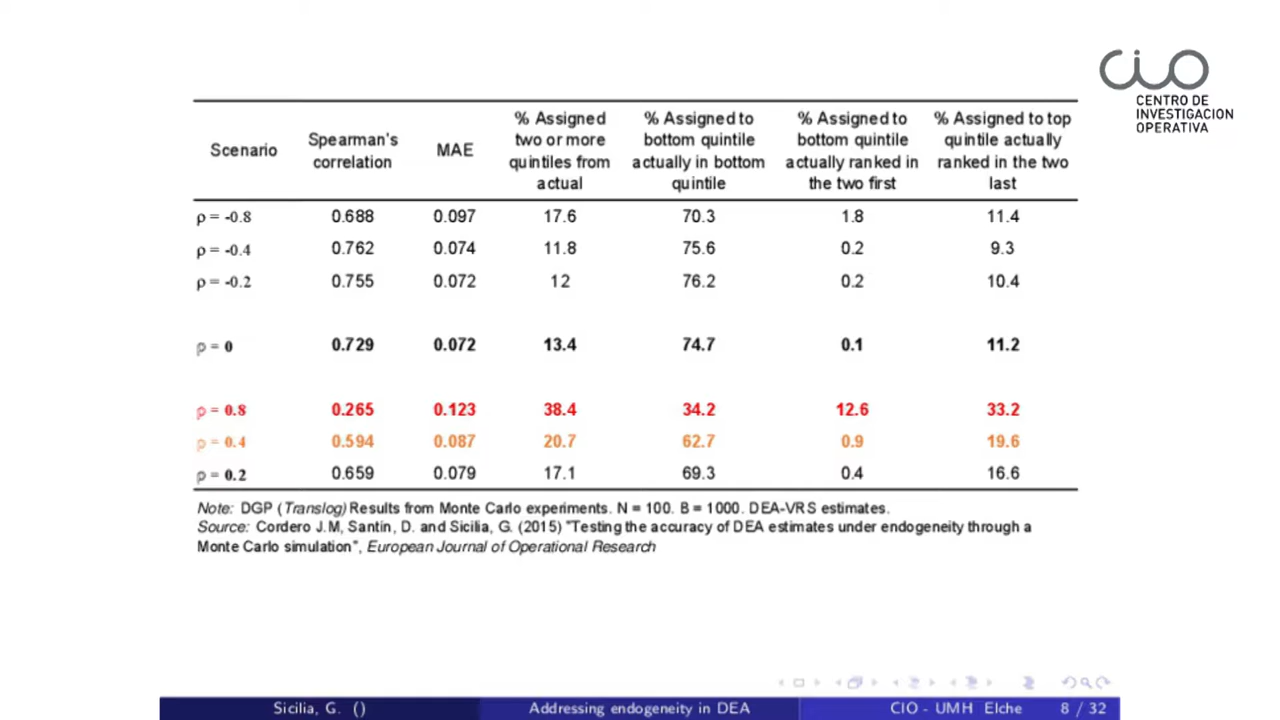 CIO
CENTRO DE
INVESTIGACION
OPERATIVA
Scenario Spearman's correlation MAE % Assigned two or more quintiles from actual % Assigned to bottom quintile actually in bottom quintile % Assigned to bottom quintile actually ranked in the two first % Assigned to top quintile actually ranked in the two last
ρ = -0.8 0.688 0.097 17.6 70.3 1.8 11.4
ρ = -0.4 0.762 0.074 11.8 75.6 0.2 9.3
ρ = -0.2 0.755 0.072 12 76.2 0.2 10.4
ρ = 0 0.729 0.072 13.4 74.7 0.1 11.2
ρ = 0.8 0.265 0.123 38.4 34.2 12.6 33.2
ρ = 0.4 0.594 0.087 20.7 62.7 0.9 19.6
ρ = 0.2 0.659 0.079 17.1 69.3 0.4 16.6
Note: DGP (Translog) Results from Monte Carlo experiments. N = 100. B = 1000. DEA-VRS estimates.
Source: Cordero J.M, Santín, D. and Sicilia, G. (2015) "Testing the accuracy of DEA estimates under endogeneity through a
Monte Carlo simulation", European Journal of Operational Research
Sicilia, G. () Addressing endogeneity in DEA CIO - UMH Elche 8 / 32